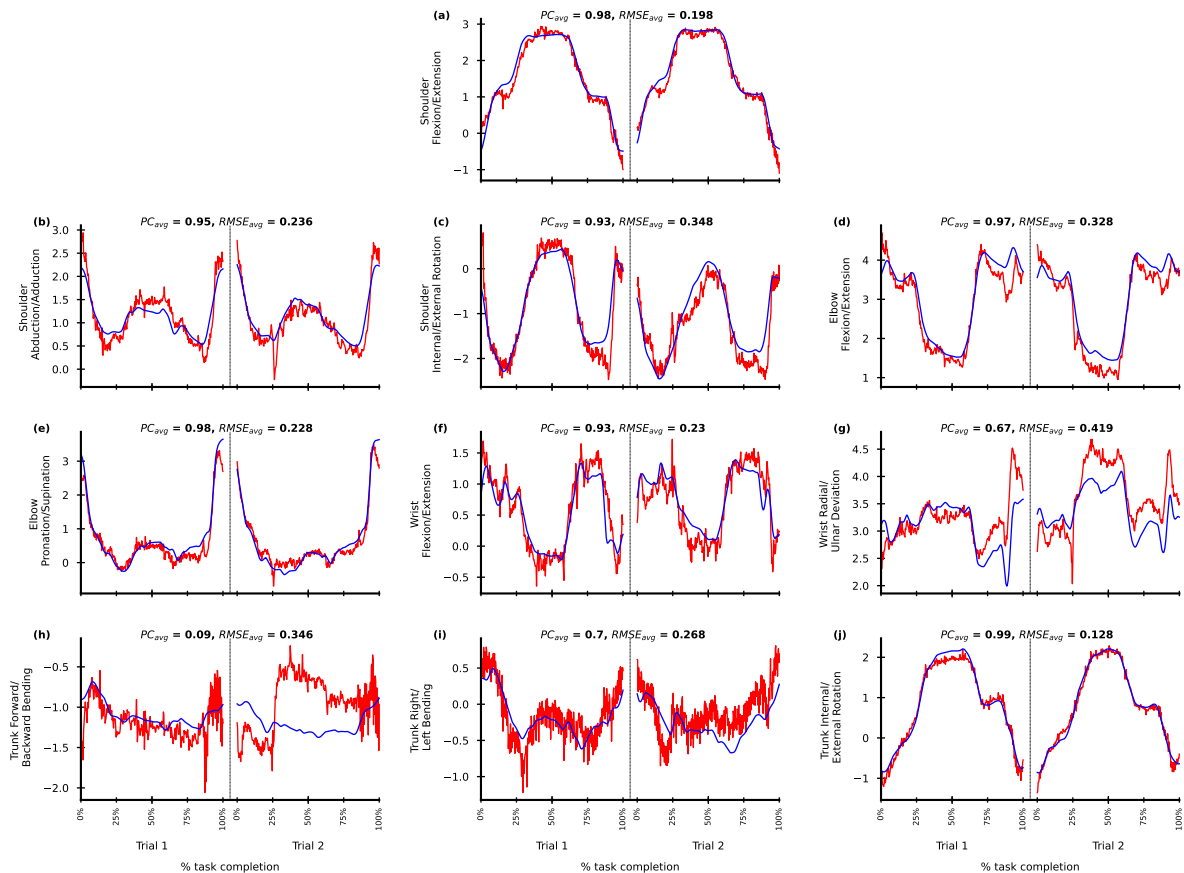 (a) PC_avg = 0.98, RMSE_avg = 0.198
Shoulder
Flexion/Extension
3
2
1
0
−1
(b) PC_avg = 0.95, RMSE_avg = 0.236
Shoulder
Abduction/Adduction
3.0
2.5
2.0
1.5
1.0
0.5
0.0
(c) PC_avg = 0.93, RMSE_avg = 0.348
Shoulder
Internal/External Rotation
0
−1
−2
(d) PC_avg = 0.97, RMSE_avg = 0.328
Elbow
Flexion/Extension
4
3
2
1
(e) PC_avg = 0.98, RMSE_avg = 0.228
Elbow
Pronation/Supination
3
2
1
0
(f) PC_avg = 0.93, RMSE_avg = 0.23
Wrist
Flexion/Extension
1.5
1.0
0.5
0.0
−0.5
(g) PC_avg = 0.67, RMSE_avg = 0.419
Wrist Radial/
Ulnar Deviation
4.5
4.0
3.5
3.0
2.5
2.0
(h) PC_avg = 0.09, RMSE_avg = 0.346
Trunk Forward/
Backward Bending
−0.5
−1.0
−1.5
−2.0
0% 25% 50% 75% 100% 0% 25% 50% 75% 100%
Trial 1 Trial 2
% task completion
(i) PC_avg = 0.7, RMSE_avg = 0.268
Trunk Right/
Left Bending
0.5
0.0
−0.5
−1.0
0% 25% 50% 75% 100% 0% 25% 50% 75% 100%
Trial 1 Trial 2
% task completion
(j) PC_avg = 0.99, RMSE_avg = 0.128
Trunk Internal/
External Rotation
2
1
0
−1
0% 25% 50% 75% 100% 0% 25% 50% 75% 100%
Trial 1 Trial 2
% task completion